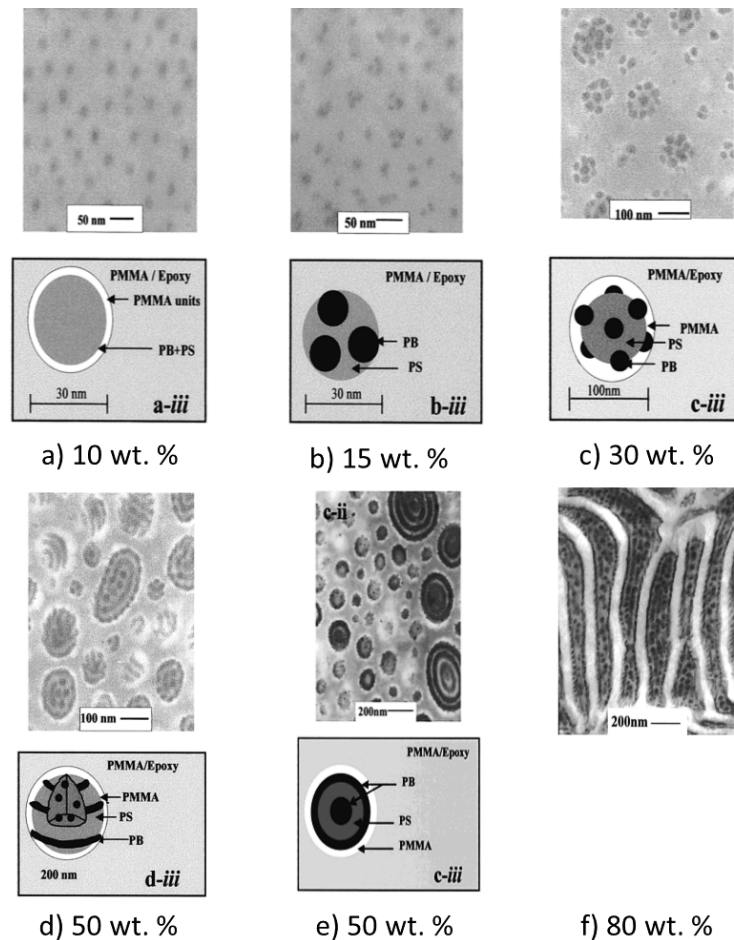 50 nm
50 nm
100 nm
PMMA / Epoxy
PMMA units
PB+PS
30 nm
a-iii
PMMA / Epoxy
PB
PS
30 nm
b-iii
PMMA/Epoxy
PMMA
PS
PB
100nm
c-iii
a) 10 wt. %
b) 15 wt. %
c) 30 wt. %
100 nm
c-ii
200nm
200nm
PMMA/Epoxy
PMMA
PS
PB
200 nm
d-iii
PMMA/Epoxy
PB
PS
PMMA
c-iii
d) 50 wt. %
e) 50 wt. %
f) 80 wt. %